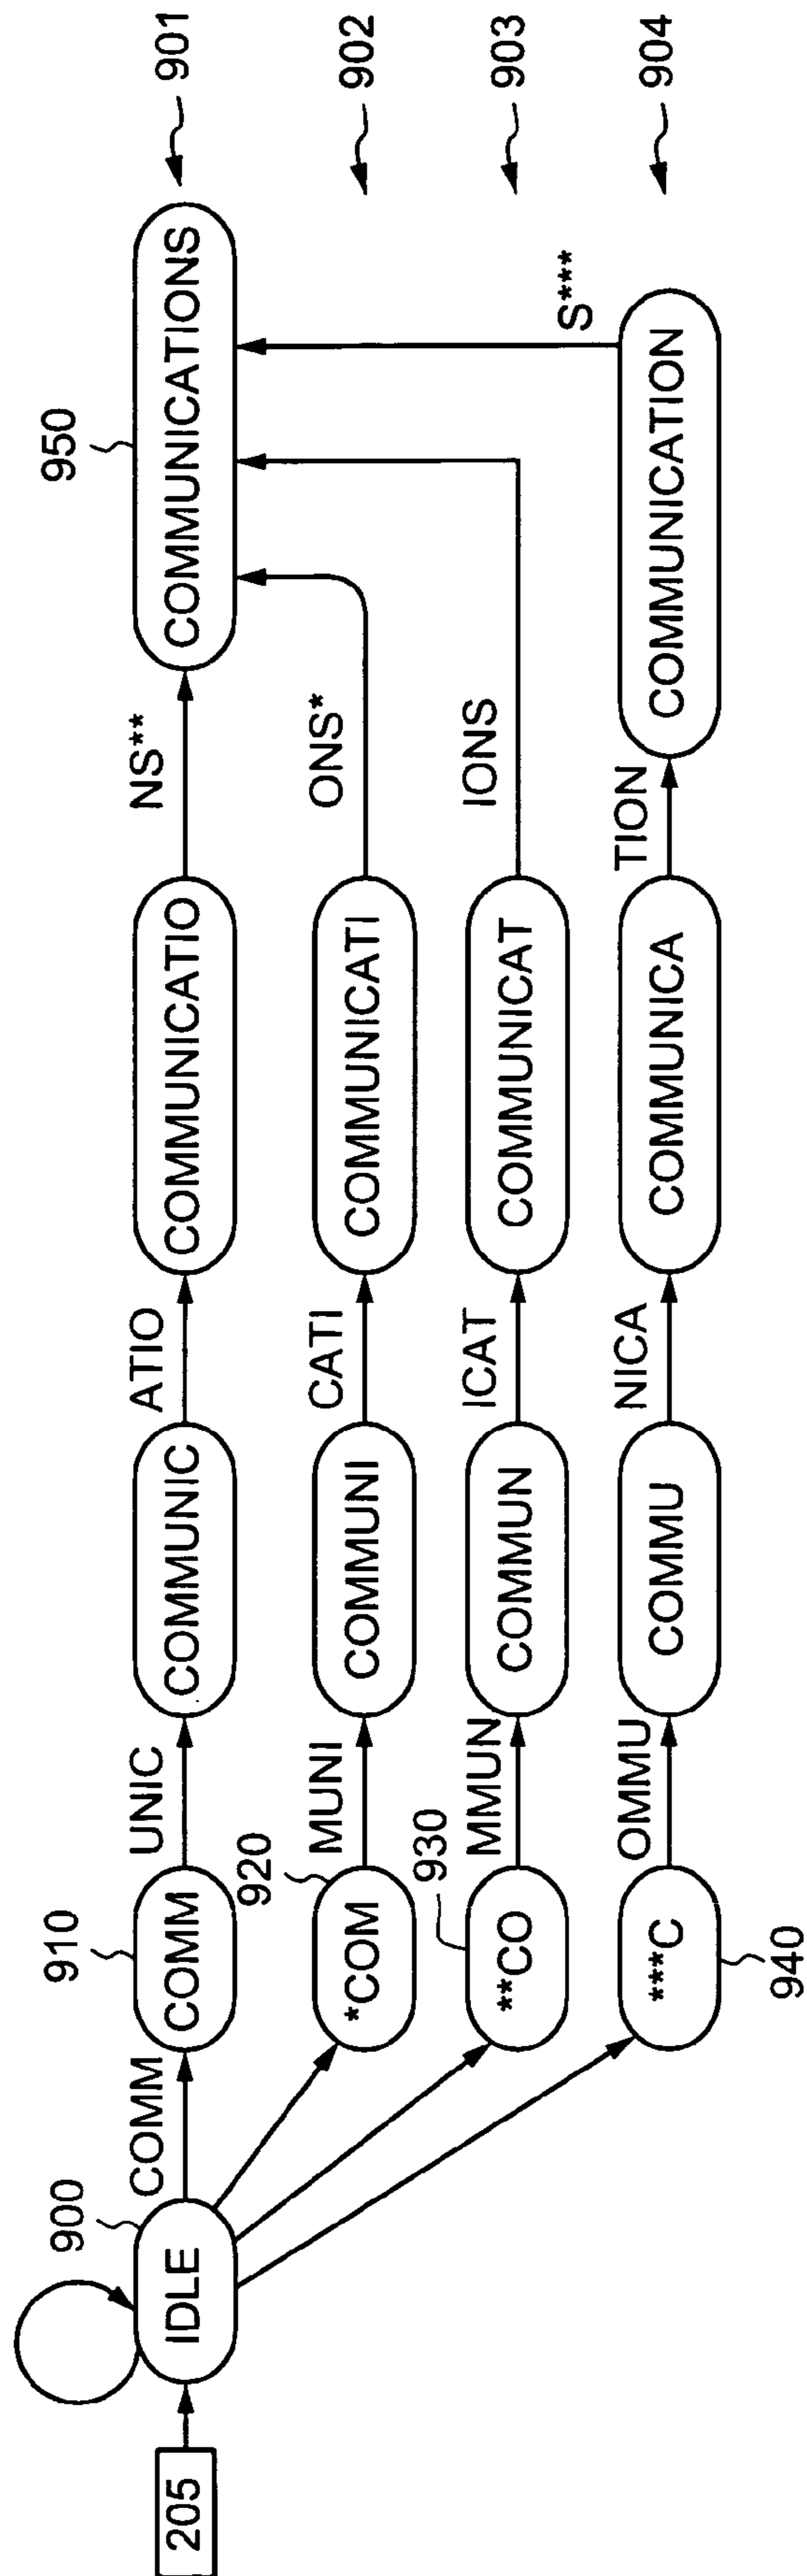 205
IDLE
900
COMM
COMM
910
UNIC
COMMUNIC
ATIO
COMMUNICATIO
NS**
COMMUNICATIONS
950
901
*COM
920
MUNI
COMMUNI
CATI
COMMUNICATI
ONS*
902
**CO
930
MMUN
COMMUN
ICAT
COMMUNICAT
IONS
903
***C
940
OMMU
COMMU
NICA
COMMUNICA
TION
COMMUNICATION
S***
904